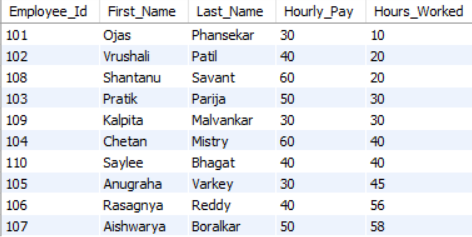 Employee_Id First_Name Last_Name Hourly_Pay Hours_Worked
101 Ojas Phansekar 30 10
102 Vrushali Patil 40 20
108 Shantanu Savant 60 20
103 Pratik Parija 50 30
109 Kalpita Malvankar 30 30
104 Chetan Mistry 60 40
110 Saylee Bhagat 40 40
105 Anugraha Varkey 30 45
106 Rasagnya Reddy 40 56
107 Aishwarya Boralkar 50 58